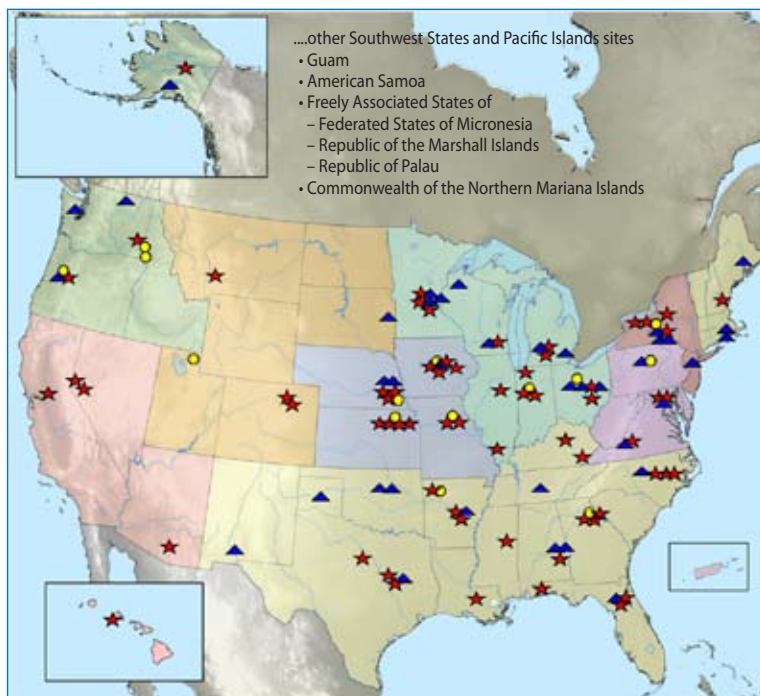 ....other Southwest States and Pacific Islands sites
• Guam
• American Samoa
• Freely Associated States of
– Federated States of Micronesia
– Republic of the Marshall Islands
– Republic of Palau
• Commonwealth of the Northern Mariana Islands